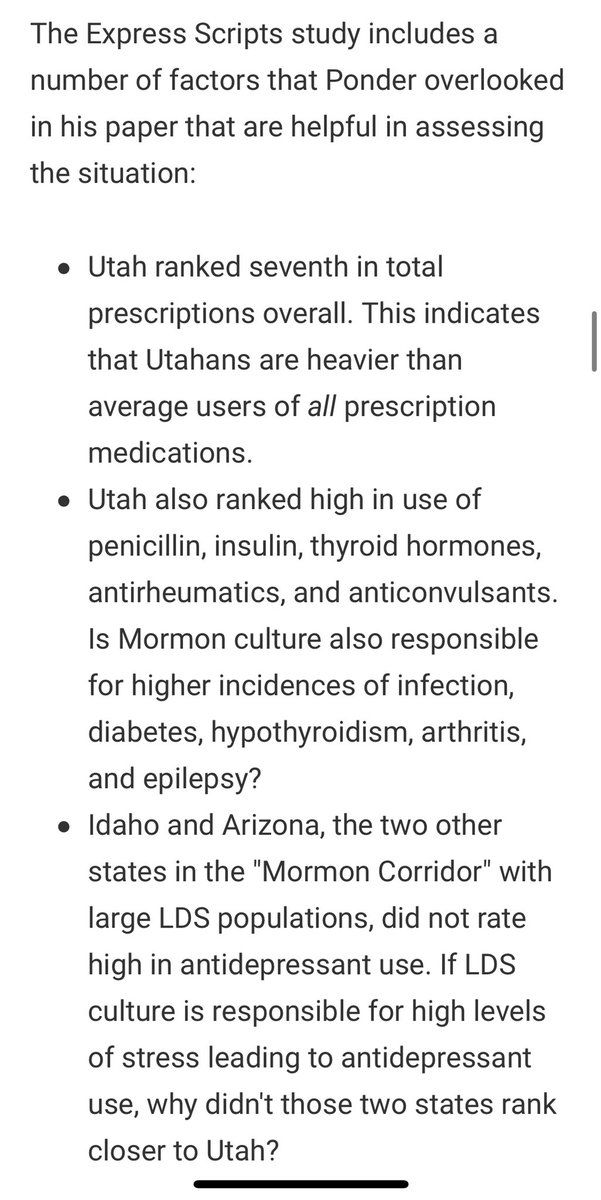 The Express Scripts study includes a
number of factors that Ponder overlooked
in his paper that are helpful in assessing
the situation:
• Utah ranked seventh in total
prescriptions overall. This indicates
that Utahans are heavier than
average users of all prescription
medications.
• Utah also ranked high in use of
penicillin, insulin, thyroid hormones,
antirheumatics, and anticonvulsants.
Is Mormon culture also responsible
for higher incidences of infection,
diabetes, hypothyroidism, arthritis,
and epilepsy?
• Idaho and Arizona, the two other
states in the "Mormon Corridor" with
large LDS populations, did not rate
high in antidepressant use. If LDS
culture is responsible for high levels
of stress leading to antidepressant
use, why didn't those two states rank
closer to Utah?